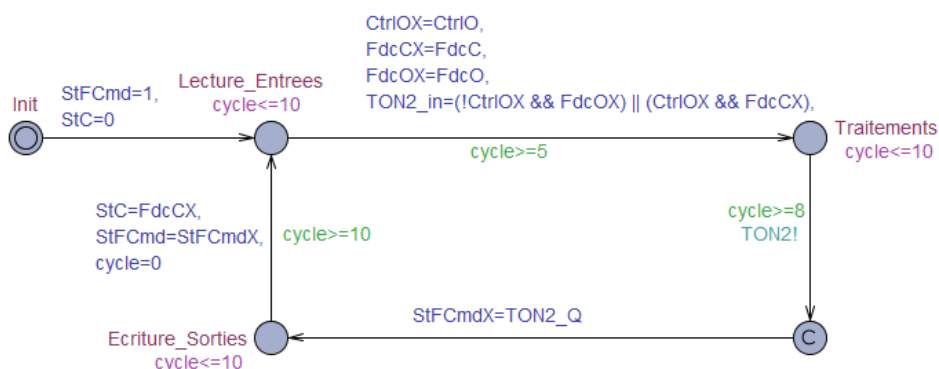 CtrlOX=CtrlO,
FdcCX=FdcC,
FdcOX=FdcO,
TON2_in=(!CtrlOX && FdcOX) || (CtrlOX && FdcCX),
Init
StFCmd=1,
StC=0
Lecture_Entrees
cycle<=10
cycle>=5
Traitements
cycle<=10
StC=FdcCX,
StFCmd=StFCmdX,
cycle=0
cycle>=10
cycle>=8
TON2!
StFCmdX=TON2_Q
Ecriture_Sorties
cycle<=10
C